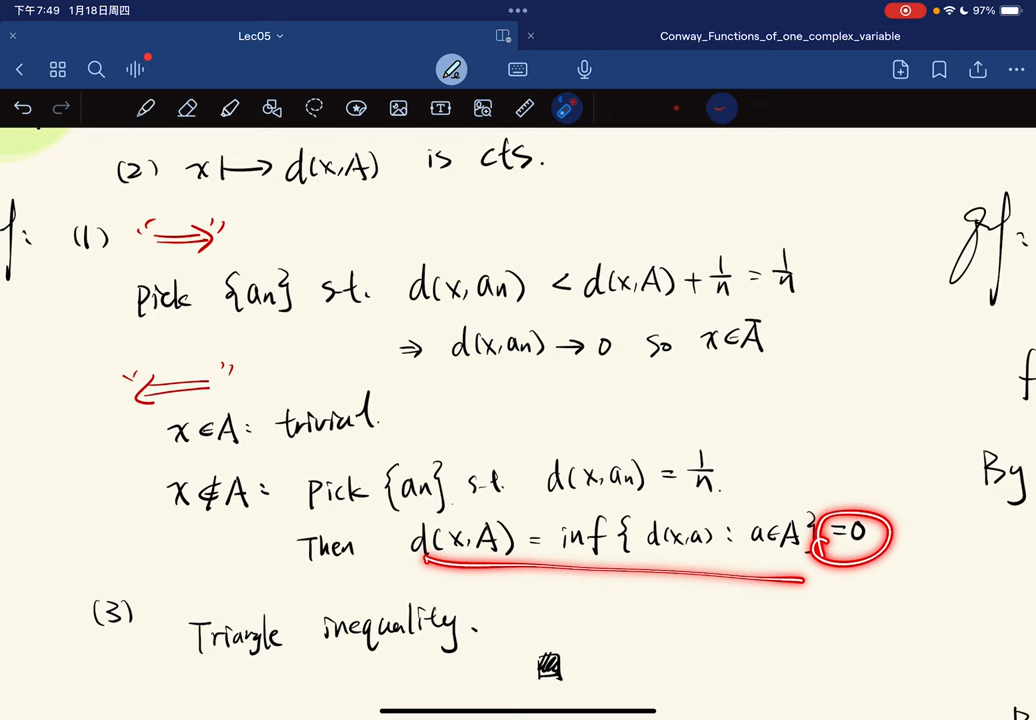 下午7:49 1月18日周四
97%
Lec05
Conway_Functions_of_one_complex_variable
(2) x ↦ d(x,A) is cts.
f: (1) "⟹"
pf:
pick {an} st. d(x,an) < d(x,A) + 1/n = 1/n
⇒ d(x,an) → 0 so x∈Ā
"⟸"
x∈A: trivial.
x∉A: pick {an} s.t. d(x,an) = 1/n.
By
Then d(x,A) = inf{ d(x,a) : a∈A} = 0
(3) Triangle inequality.